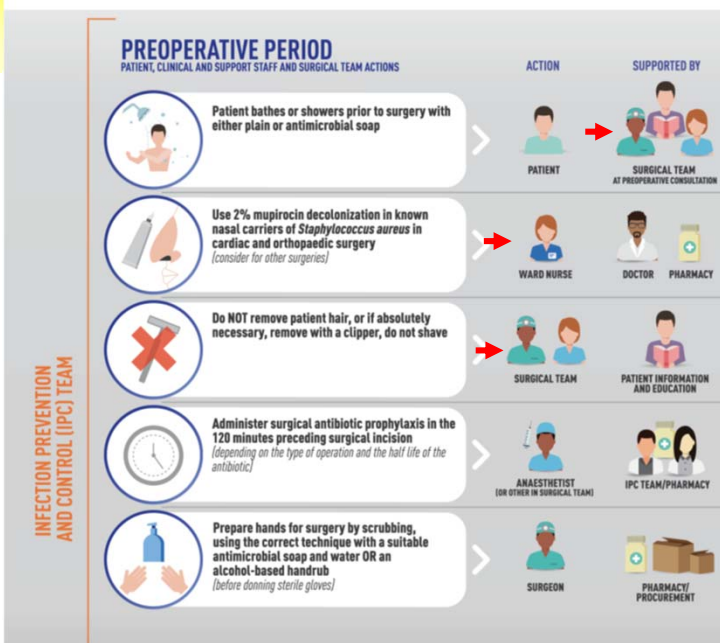 PREOPERATIVE PERIOD
PATIENT, CLINICAL AND SUPPORT STAFF AND SURGICAL TEAM ACTIONS
ACTION
SUPPORTED BY
Patient bathes or showers prior to surgery with
either plain or antimicrobial soap
PATIENT
SURGICAL TEAM
AT PREOPERATIVE CONSULTATION
Use 2% mupirocin decolonization in known
nasal carriers of Staphylococcus aureus in
cardiac and orthopaedic surgery
(consider for other surgeries)
WARD NURSE
DOCTOR
PHARMACY
Do NOT remove patient hair, or if absolutely
necessary, remove with a clipper, do not shave
SURGICAL TEAM
PATIENT INFORMATION
AND EDUCATION
Administer surgical antibiotic prophylaxis in the
120 minutes preceding surgical incision
(depending on the type of operation and the half life of the
antibiotic)
ANAESTHETIST
(OR OTHER IN SURGICAL TEAM)
IPC TEAM/PHARMACY
Prepare hands for surgery by scrubbing,
using the correct technique with a suitable
antimicrobial soap and water OR an
alcohol-based handrub
(before donning sterile gloves)
SURGEON
PHARMACY/
PROCUREMENT
INFECTION PREVENTION
AND CONTROL (IPC) TEAM